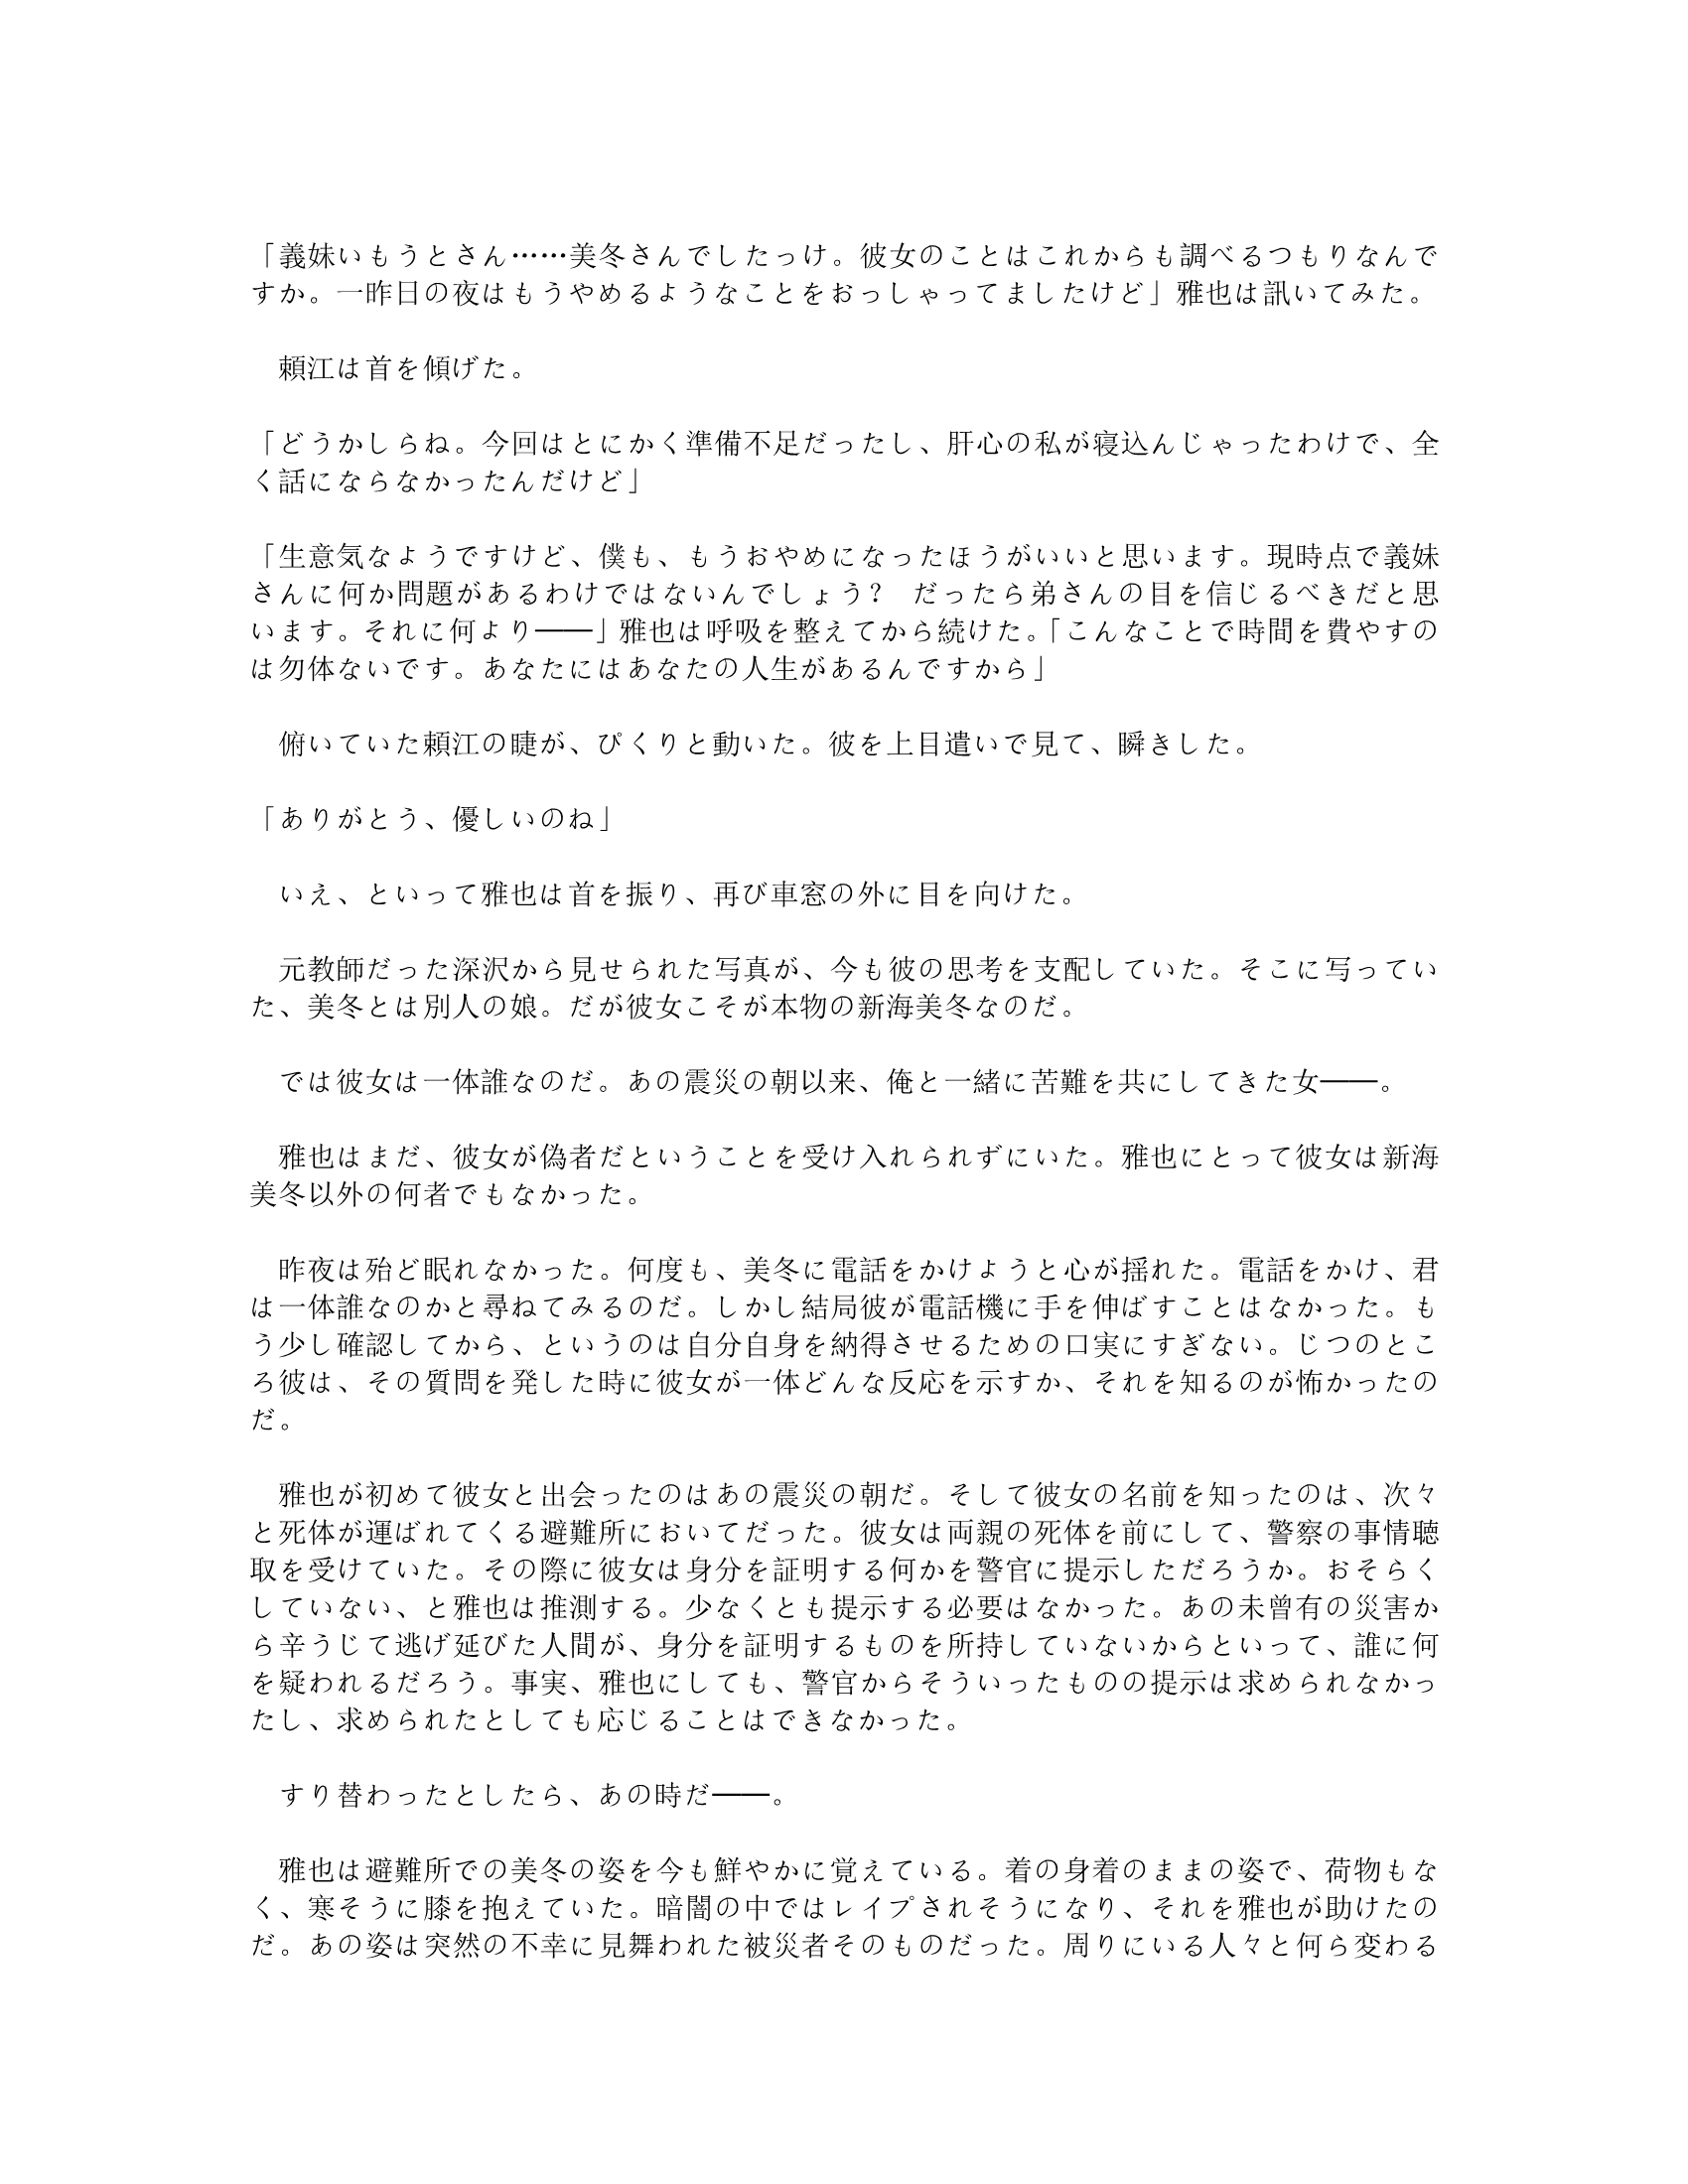 「義妹いもうとさん……美冬さんでしたっけ。彼女のことはこれからも調べるつもりなんで
すか。一昨日の夜はもうやめるようなことをおっしゃってましたけど」雅也は訊いてみた。
　頼江は首を傾げた。
「どうかしらね。今回はとにかく準備不足だったし、肝心の私が寝込んじゃったわけで、全
く話にならなかったんだけど」
「生意気なようですけど、僕も、もうおやめになったほうがいいと思います。現時点で義妹
さんに何か問題があるわけではないんでしょう？　だったら弟さんの目を信じるべきだと思
います。それに何より――」雅也は呼吸を整えてから続けた。「こんなことで時間を費やすの
は勿体ないです。あなたにはあなたの人生があるんですから」
　俯いていた頼江の睫が、ぴくりと動いた。彼を上目遣いで見て、瞬きした。
「ありがとう、優しいのね」
　いえ、といって雅也は首を振り、再び車窓の外に目を向けた。
　元教師だった深沢から見せられた写真が、今も彼の思考を支配していた。そこに写ってい
た、美冬とは別人の娘。だが彼女こそが本物の新海美冬なのだ。
　では彼女は一体誰なのだ。あの震災の朝以来、俺と一緒に苦難を共にしてきた女――。
　雅也はまだ、彼女が偽者だということを受け入れられずにいた。雅也にとって彼女は新海
美冬以外の何者でもなかった。
　昨夜は殆ど眠れなかった。何度も、美冬に電話をかけようと心が揺れた。電話をかけ、君
は一体誰なのかと尋ねてみるのだ。しかし結局彼が電話機に手を伸ばすことはなかった。も
う少し確認してから、というのは自分自身を納得させるための口実にすぎない。じつのとこ
ろ彼は、その質問を発した時に彼女が一体どんな反応を示すか、それを知るのが怖かったの
だ。
　雅也が初めて彼女と出会ったのはあの震災の朝だ。そして彼女の名前を知ったのは、次々
と死体が運ばれてくる避難所においてだった。彼女は両親の死体を前にして、警察の事情聴
取を受けていた。その際に彼女は身分を証明する何かを警官に提示しただろうか。おそらく
していない、と雅也は推測する。少なくとも提示する必要はなかった。あの未曾有の災害か
ら辛うじて逃げ延びた人間が、身分を証明するものを所持していないからといって、誰に何
を疑われるだろう。事実、雅也にしても、警官からそういったものの提示は求められなかっ
たし、求められたとしても応じることはできなかった。
　すり替わったとしたら、あの時だ――。
　雅也は避難所での美冬の姿を今も鮮やかに覚えている。着の身着のままの姿で、荷物もな
く、寒そうに膝を抱えていた。暗闇の中ではレイプされそうになり、それを雅也が助けたの
だ。あの姿は突然の不幸に見舞われた被災者そのものだった。周りにいる人々と何ら変わる